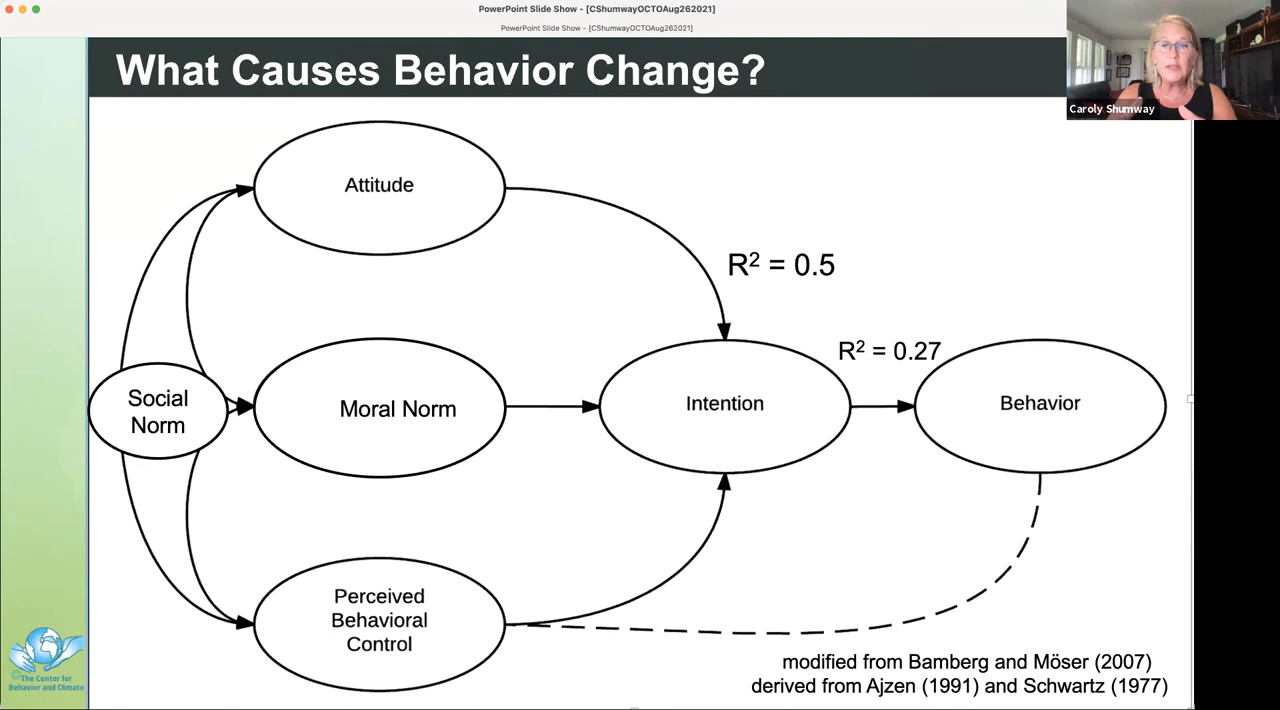 PowerPoint Slide Show - [CShumwayOCTOAug262021]
PowerPoint Slide Show - [CShumwayOCTOAug262021]
What Causes Behavior Change?
Caroly Shumway
Attitude
R² = 0.5
R² = 0.27
Social
Norm
Moral Norm
Intention
Behavior
Perceived
Behavioral
Control
modified from Bamberg and Möser (2007)
derived from Ajzen (1991) and Schwartz (1977)
©The Center for
Behavior and Climate